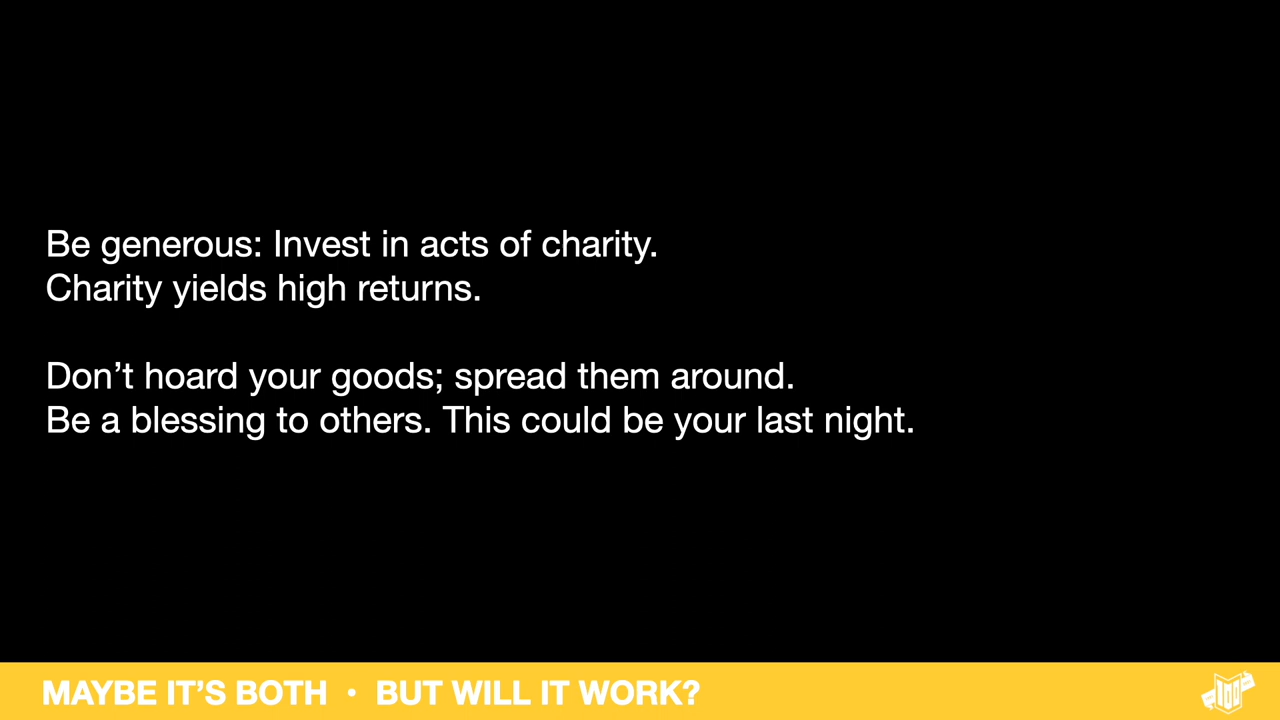 Be generous: Invest in acts of charity.
Charity yields high returns.
Don’t hoard your goods; spread them around.
Be a blessing to others. This could be your last night.
MAYBE IT’S BOTH • BUT WILL IT WORK?
100